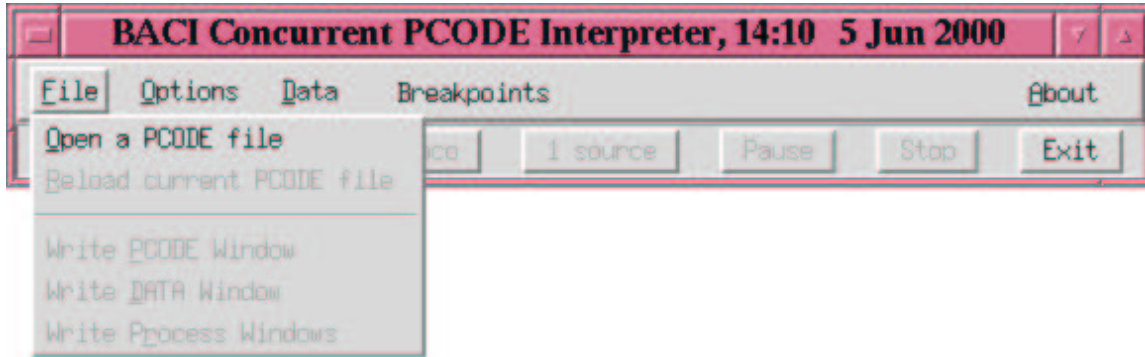 BACI Concurrent PCODE Interpreter, 14:10 5 Jun 2000
File Options Data Breakpoints About
Open a PCODE file
1 source Pause Stop Exit
Reload current PCODE file
Write PCODE Window
Write DATA Window
Write Process Windows